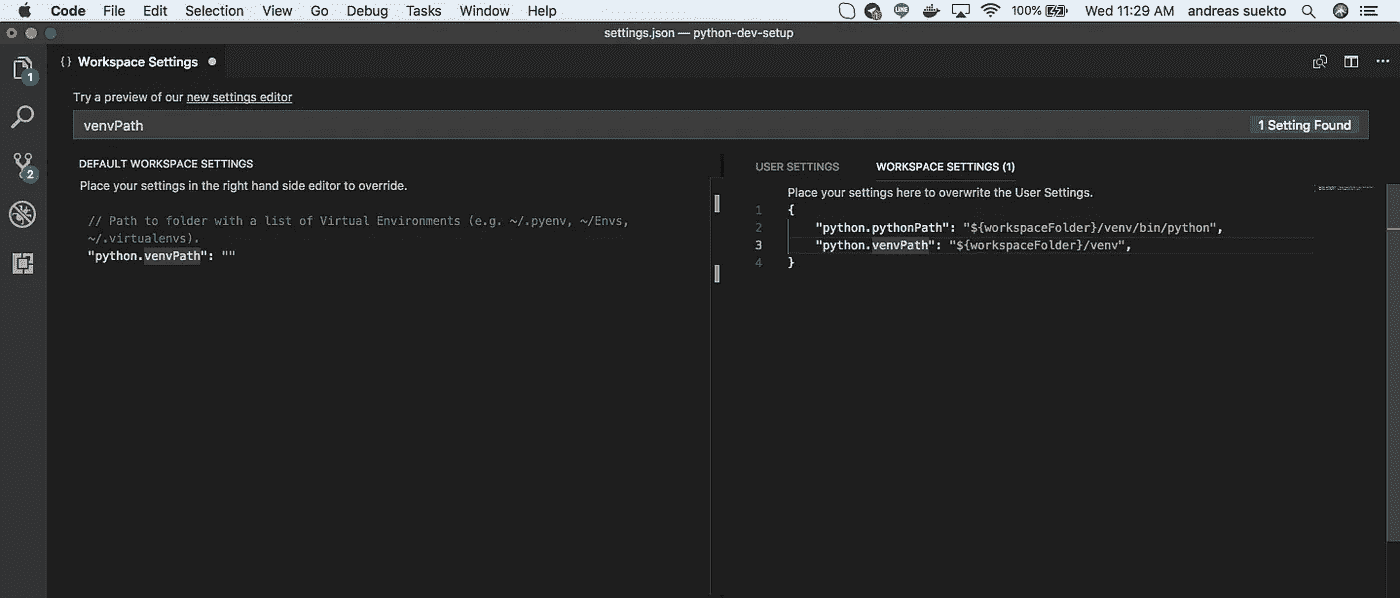 Code File Edit Selection View Go Debug Tasks Window Help 100% Wed 11:29 AM andreas suekto
settings.json — python-dev-setup
{} Workspace Settings
1
Try a preview of our new settings editor
venvPath 1 Setting Found
2
DEFAULT WORKSPACE SETTINGS
Place your settings in the right hand side editor to override.
// Path to folder with a list of Virtual Environments (e.g. ~/.pyenv, ~/Envs,
~/.virtualenvs).
"python.venvPath": ""
USER SETTINGS WORKSPACE SETTINGS (1)
Place your settings here to overwrite the User Settings.
1 {
2 "python.pythonPath": "${workspaceFolder}/venv/bin/python",
3 "python.venvPath": "${workspaceFolder}/venv",
4 }